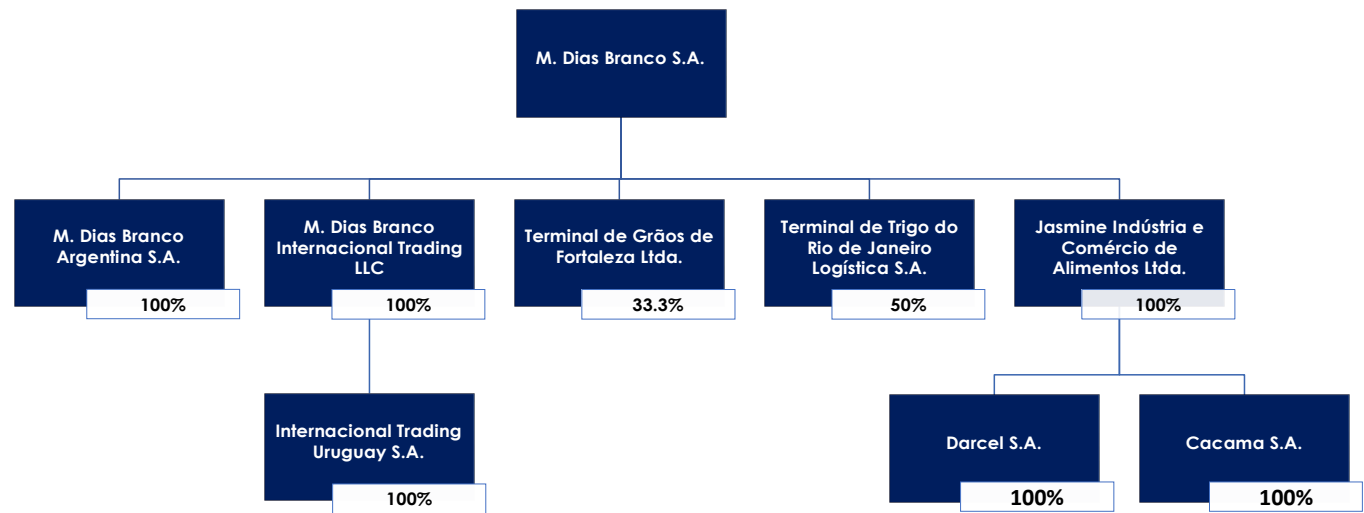 M. Dias Branco S.A.
M. Dias Branco
Argentina S.A.
100%
M. Dias Branco
Internacional Trading
LLC
100%
Terminal de Grãos de
Fortaleza Ltda.
33.3%
Terminal de Trigo do
Rio de Janeiro
Logística S.A.
50%
Jasmine Indústria e
Comércio de
Alimentos Ltda.
100%
Internacional Trading
Uruguay S.A.
100%
Darcel S.A.
100%
Cacama S.A.
100%